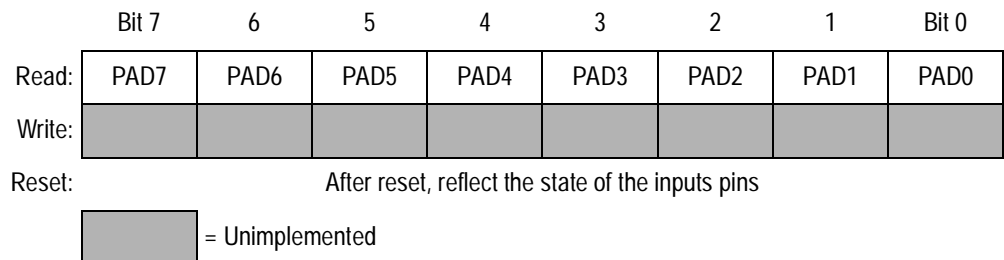 Bit 7 6 5 4 3 2 1 Bit 0
Read: PAD7 PAD6 PAD5 PAD4 PAD3 PAD2 PAD1 PAD0
Write:
Reset: After reset, reflect the state of the inputs pins
= Unimplemented